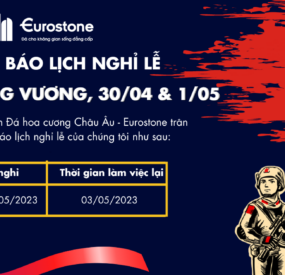 Eurostone
Đá cho không gian sống đẳng cấp
BÁO LỊCH NGHỈ LỄ
G VƯƠNG, 30/04 & 1/05
Đá hoa cương Châu Âu - Eurostone trân
áo lịch nghỉ lễ của chúng tôi như sau:
nghỉ
Thời gian làm việc lại
05/2023
03/05/2023